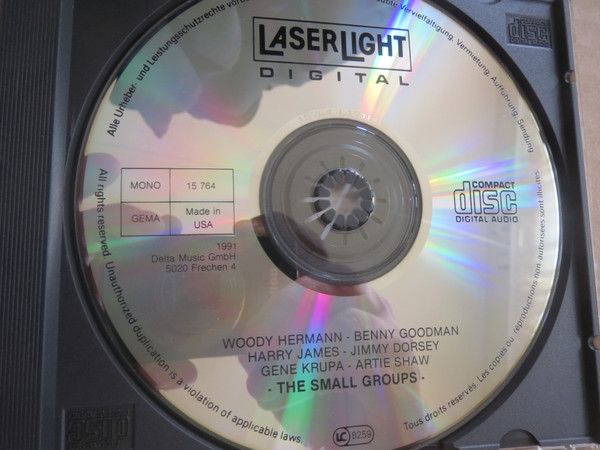 LASERLIGHT
DIGITAL
Alle Urheber- und Leistungsschutzrechte
Vervielfältigung, Vermietung, Aufführung, Sendung
disc
MONO 15 764
GEMA Made in
USA
1991
Delta Music GmbH
5020 Frechen 4
COMPACT
disc
DIGITAL AUDIO
WOODY HERMANN - BENNY GOODMAN
HARRY JAMES - JIMMY DORSEY
GENE KRUPA - ARTIE SHAW
- THE SMALL GROUPS -
LC 8259
All rights reserved. Unauthorized duplication is a violation of applicable laws.
Tous droits réservés. Les copies ou reproductions non autorisées sont illicites